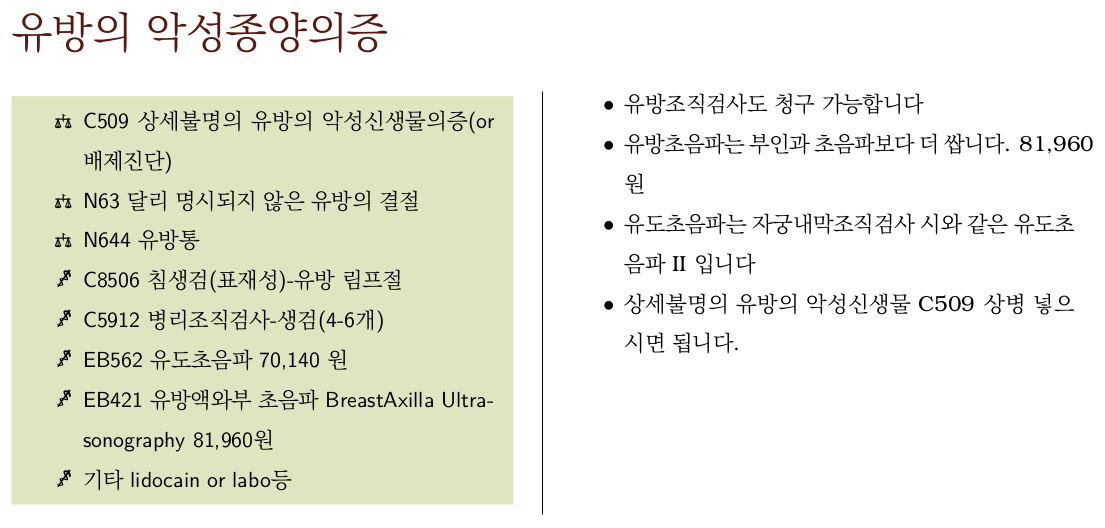 유방의 악성종양의증
C509 상세불명의 유방의 악성신생물의증(or
배제진단)
N63 달리 명시되지 않은 유방의 결절
N644 유방통
C8506 침생검(표재성)-유방 림프절
C5912 병리조직검사-생검(4-6개)
EB562 유도초음파 70,140 원
EB421 유방액와부 초음파 BreastAxilla Ultra-
sonography 81,960원
기타 lidocain or labo등
• 유방조직검사도 청구 가능합니다
• 유방초음파는 부인과 초음파보다 더 쌉니다. 81,960
원
• 유도초음파는 자궁내막조직검사 시와 같은 유도초
음파 II 입니다
• 상세불명의 유방의 악성신생물 C509 상병 넣으
시면 됩니다.